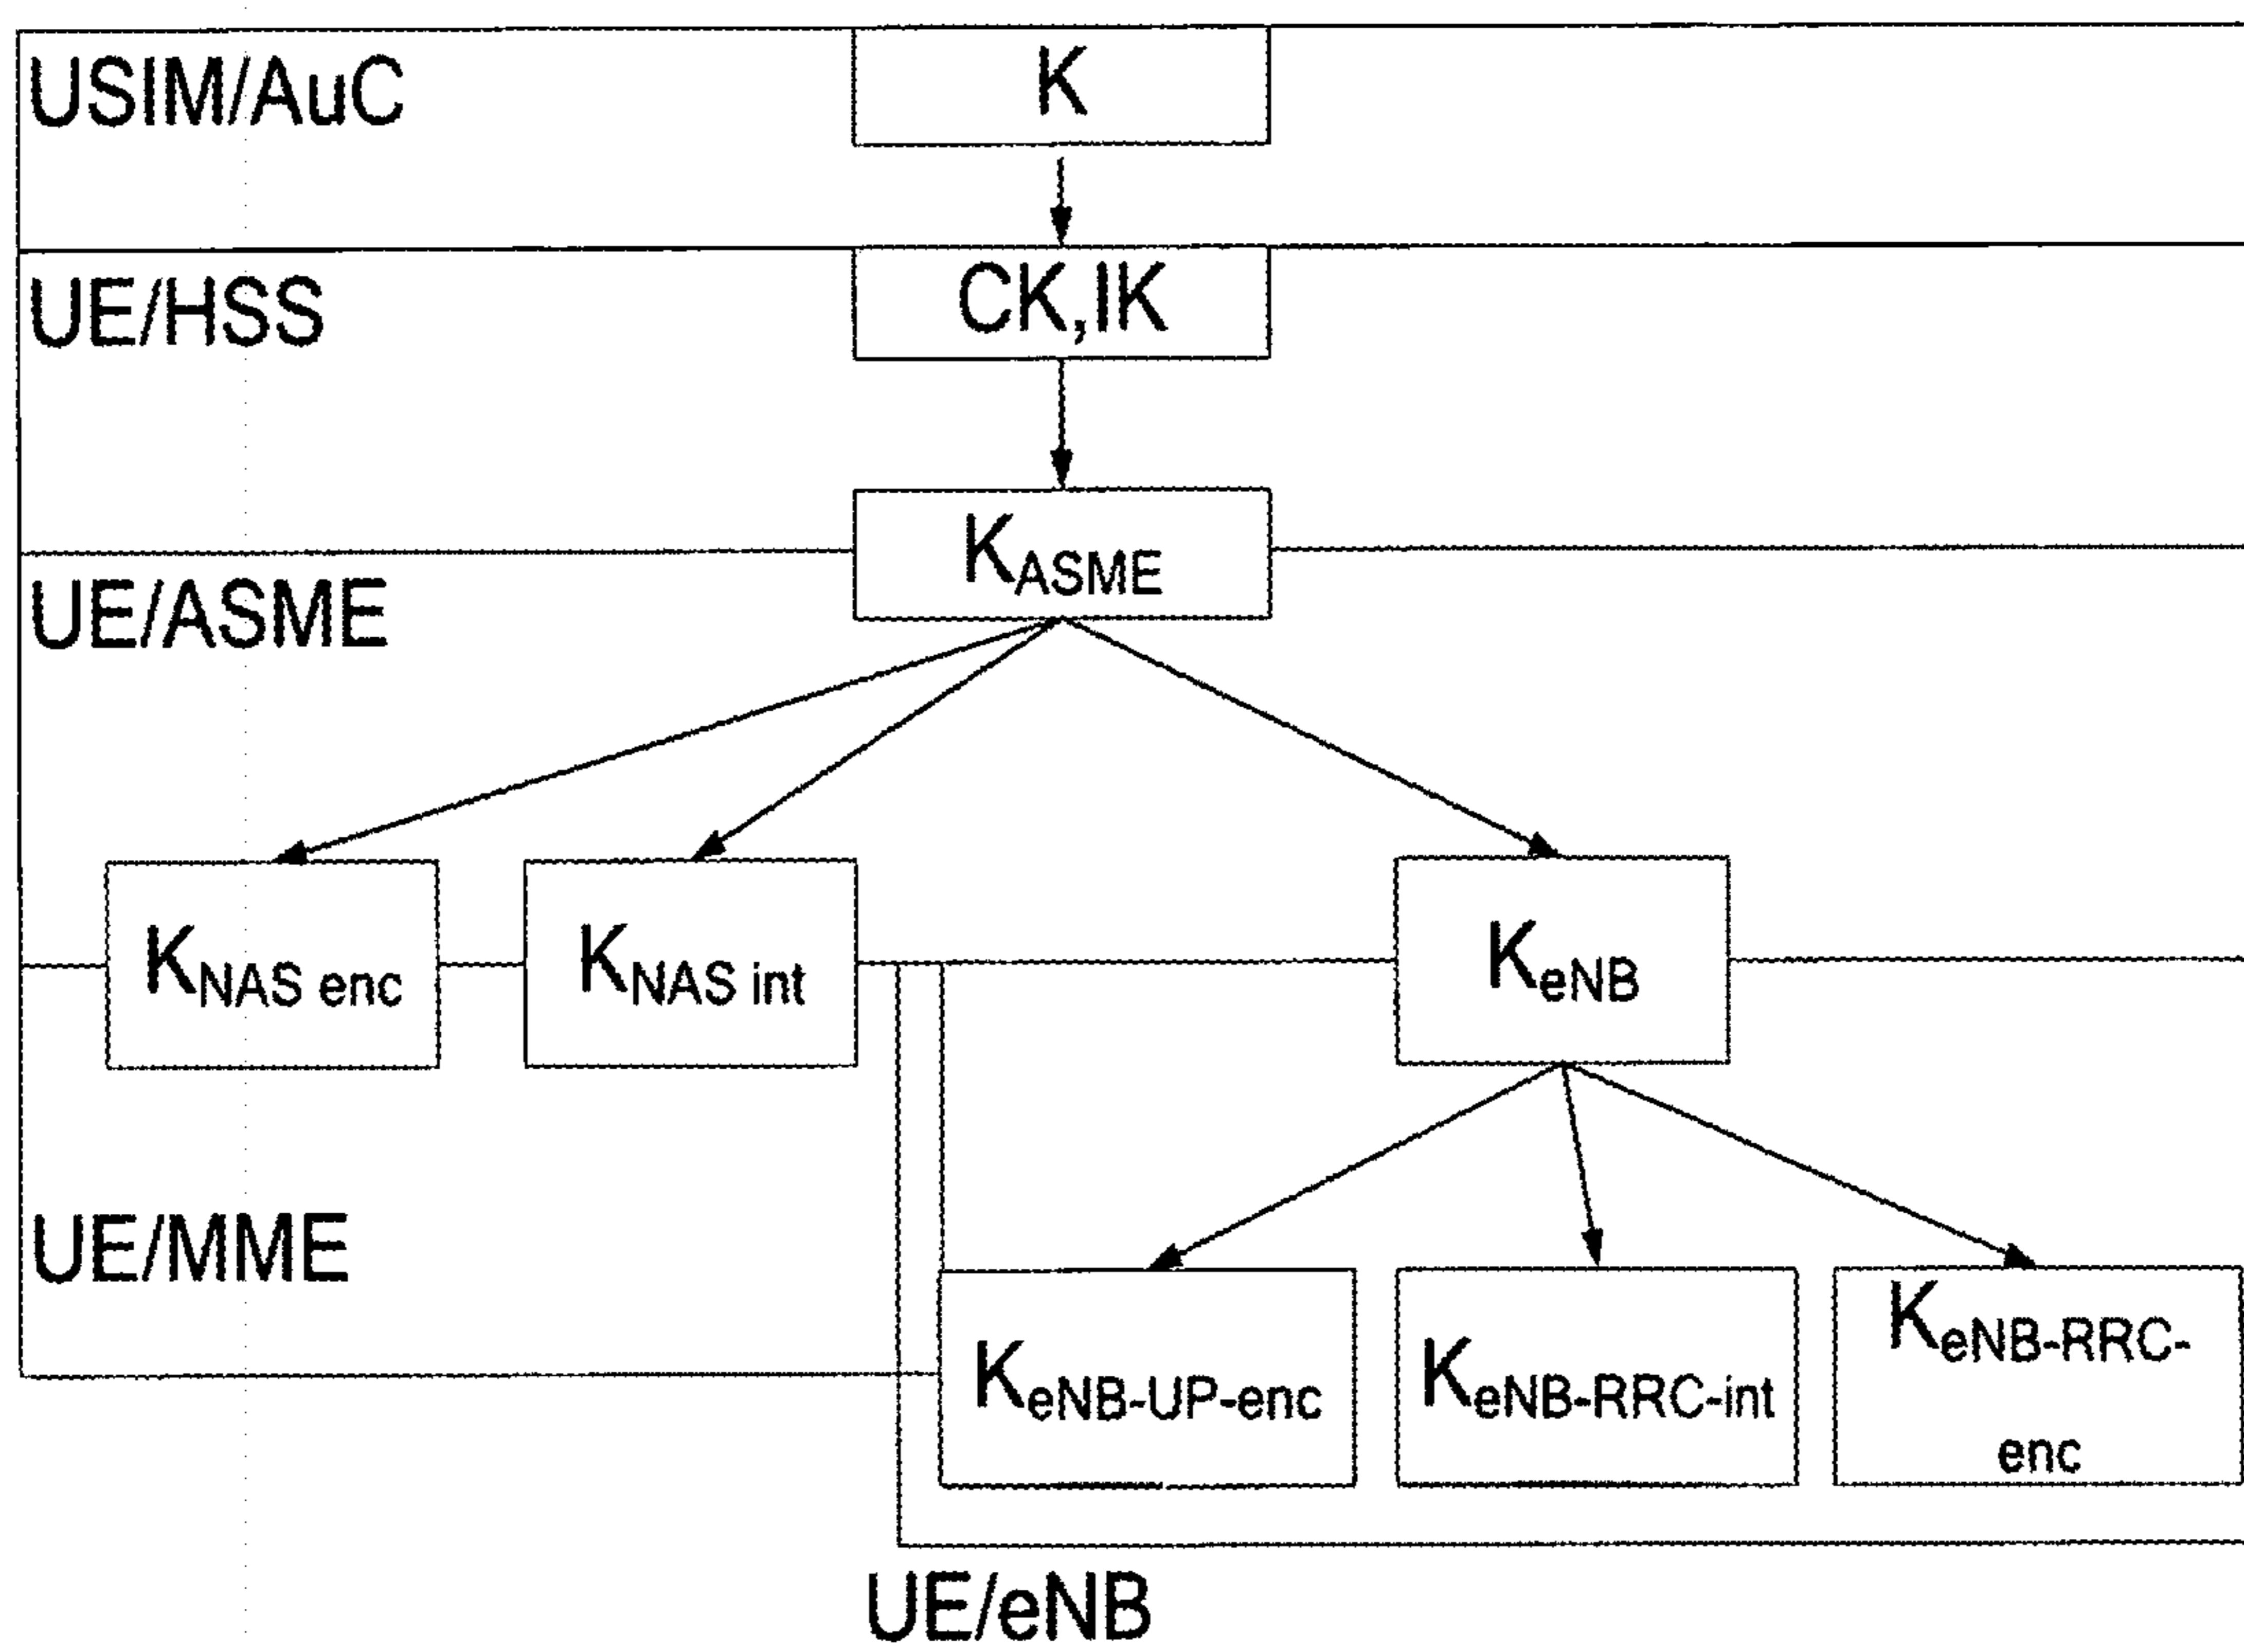 USIM/AuC
K
UE/HSS
CK,IK
KASME
UE/ASME
KNAS enc
KNAS int
KeNB
UE/MME
KeNB-UP-enc
KeNB-RRC-int
KeNB-RRC-
enc
UE/eNB